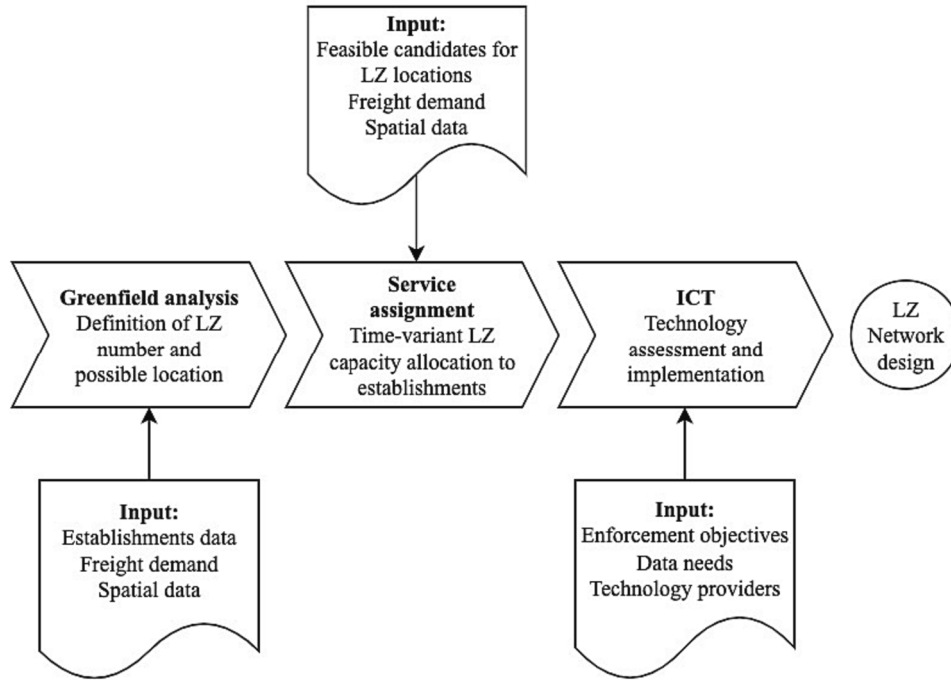 Input:
Feasible candidates for
LZ locations
Freight demand
Spatial data
Greenfield analysis
Definition of LZ
number and
possible location
Service
assignment
Time-variant LZ
capacity allocation to
establishments
ICT
Technology
assessment and
implementation
LZ
Network
design
Input:
Establishments data
Freight demand
Spatial data
Input:
Enforcement objectives
Data needs
Technology providers